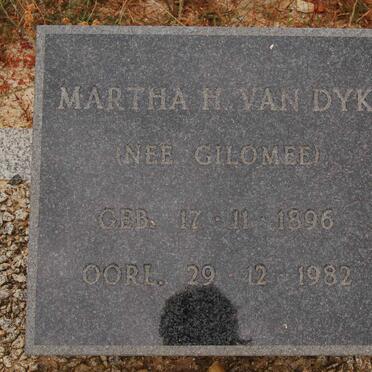 MARTHA H. VAN DYK
(NEE GILOMEE)
GEB. 17 · 11 · 1896
OORL. 29 · 12 · 1982